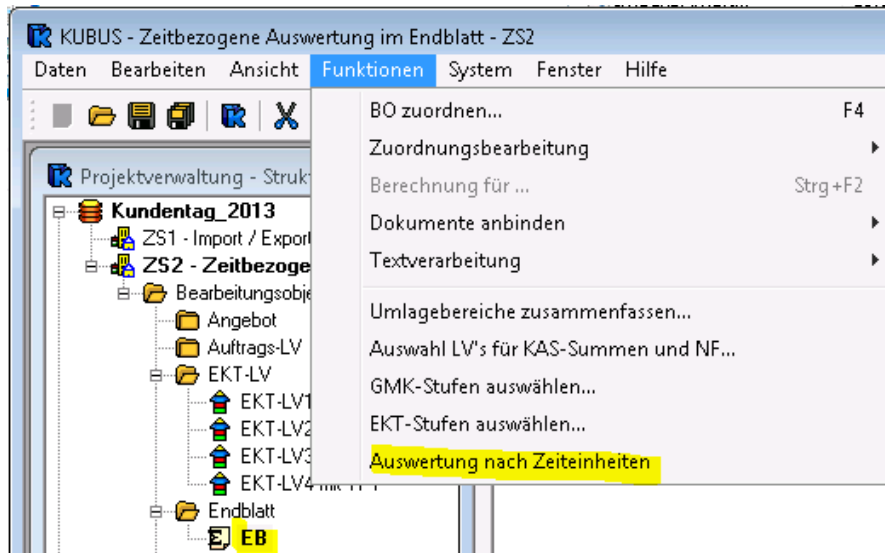 KUBUS - Zeitbezogene Auswertung im Endblatt - ZS2
Daten Bearbeiten Ansicht Funktionen System Fenster Hilfe
BO zuordnen... F4
Zuordnungsbearbeitung
Berechnung für ... Strg+F2
Dokumente anbinden
Textverarbeitung
Umlagebereiche zusammenfassen...
Auswahl LV's für KAS-Summen und NF...
GMK-Stufen auswählen...
EKT-Stufen auswählen...
Auswertung nach Zeiteinheiten
Projektverwaltung - Strukt
Kundentag_2013
ZS1 - Import / Export
ZS2 - Zeitbezoge
Bearbeitungsobje
Angebot
Auftrags-LV
EKT-LV
EKT-LV1
EKT-LV2
EKT-LV3
EKT-LV4 mit
Endblatt
EB